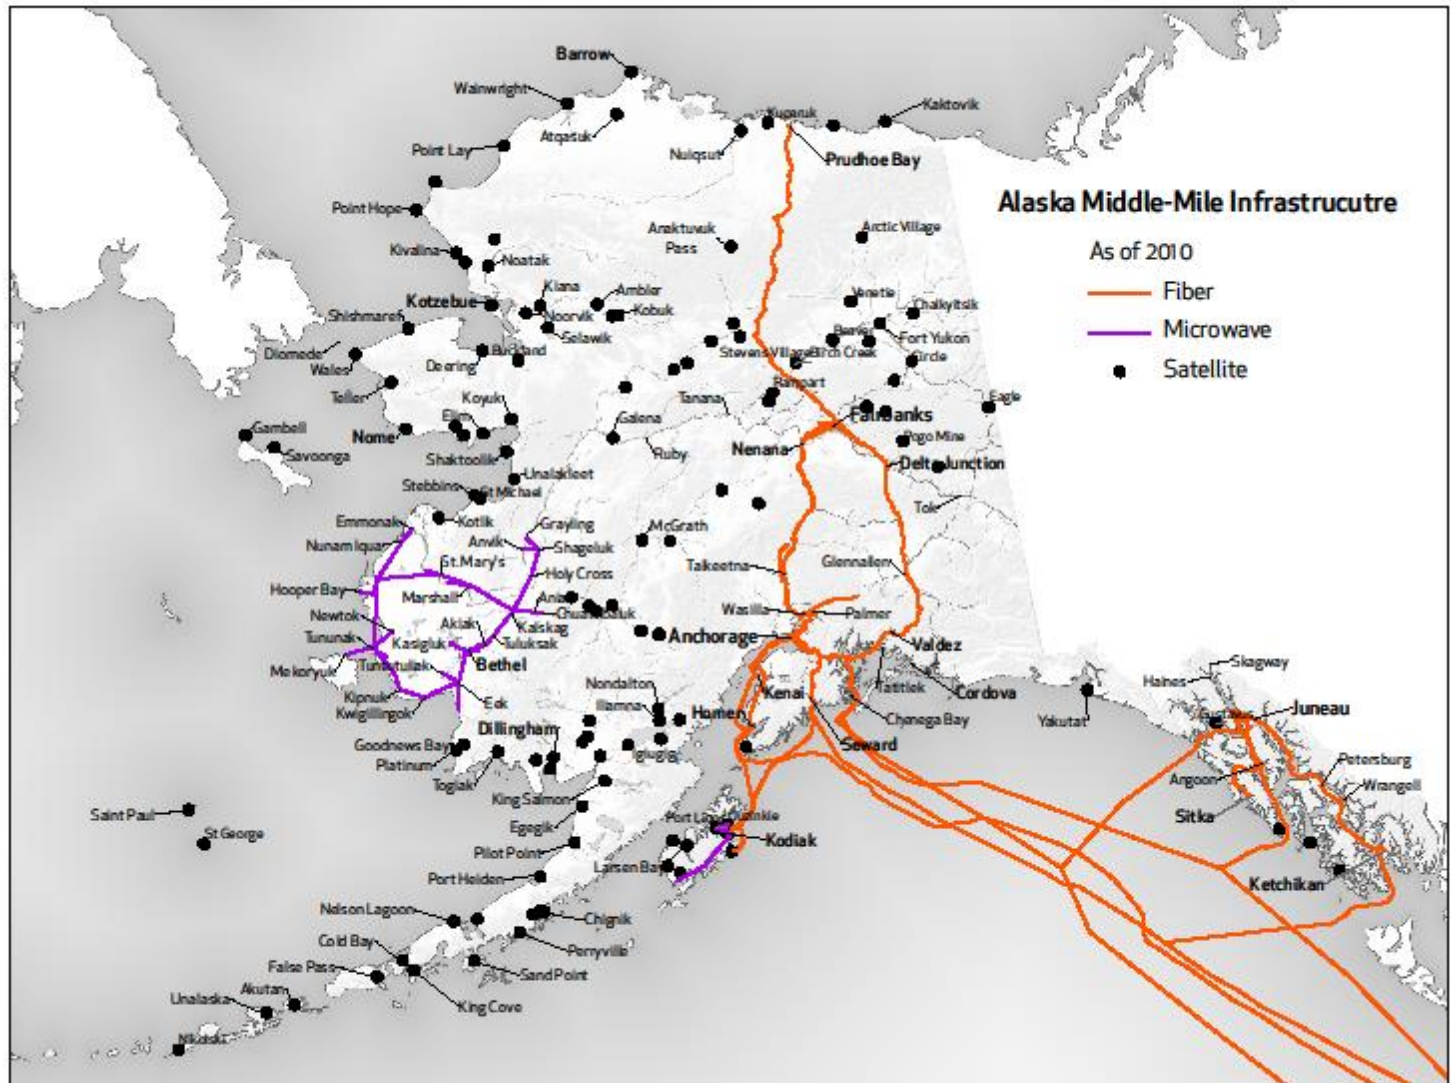 Barrow
Wainwright
Atqasuk
Kuparuk
Kaktovik
Point Lay
Nuiqsut
Prudhoe Bay
Alaska Middle-Mile Infrastrucutre
As of 2010
Fiber
Microwave
Satellite
Point Hope
Anaktuvuk
Pass
Arctic Village
Kivalina
Noatak
Kotzebue
Kiana
Ambler
Venetie
Chalkyitsik
Shishmaref
Noorvik
Kobuk
Selawik
Beaver
Fort Yukon
Diomede
Wales
Deering
Buckland
Stevens Village
Birch Creek
Circle
Teller
Koyuk
Tanana
Rampart
Eagle
Gambell
Nome
Elim
Galena
Fairbanks
Savoonga
Shaktoolik
Ruby
Nenana
Pogo Mine
Delta Junction
Unalakleet
Stebbins
St Michael
Tok
Emmonak
Kotlik
Grayling
McGrath
Nunam Iqua
Anvik
Shageluk
St.Mary's
Holy Cross
Talkeetna
Glennallen
Hooper Bay
Marshall
Wasilla
Palmer
Newtok
Akiak
Kalskag
Tununak
Kasigluk
Tuluksak
Anchorage
Valdez
Mekoryuk
Tuntutuliak
Bethel
Skagway
Haines
Kipnuk
Eek
Nondalton
Kenai
Tatitlek
Cordova
Kwigillingok
Iliamna
Homer
Chenega Bay
Yakutat
Juneau
Dillingham
Seward
Goodnews Bay
Platinum
Igiugig
Petersburg
Togiak
Angoon
Wrangell
King Salmon
Saint Paul
Egegik
Sitka
St George
Pilot Point
Kodiak
Larsen Bay
Port Heiden
Ketchikan
Nelson Lagoon
Chignik
Cold Bay
Perryville
False Pass
Sand Point
Akutan
Unalaska
King Cove
Nikolski